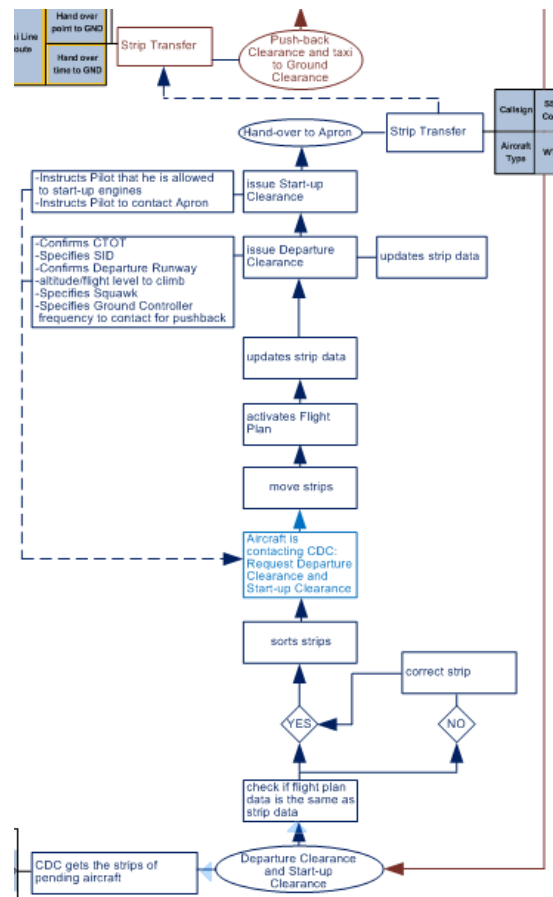 Hand over
point to GND
Hand over
time to GND
Strip Transfer
Push-back
Clearance and taxi
to Ground
Clearance
Callsign
Aircraft
Type
Hand-over to Apron
Strip Transfer
-Instructs Pilot that he is allowed
to start-up engines
-Instructs Pilot to contact Apron
issue Start-up
Clearance
-Confirms CTOT
-Specifies SID
-Confirms Departure Runway
-altitude/flight level to climb
-Specifies Squawk
-Specifies Ground Controller
frequency to contact for pushback
issue Departure
Clearance
updates strip data
updates strip data
activates Flight
Plan
move strips
Aircraft is
contacting CDC:
Request Departure
Clearance and
Start-up Clearance
sorts strips
correct strip
YES
NO
check if flight plan
data is the same as
strip data
CDC gets the strips of
pending aircraft
Departure Clearance
and Start-up
Clearance